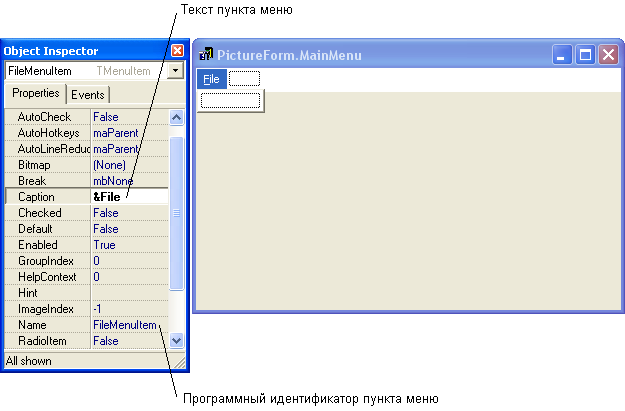 Текст пункта меню
Object Inspector
FileMenuItem TMenuItem
Properties Events
AutoCheck False
AutoHotkeys maParent
AutoLineReduc maParent
Bitmap (None)
Break mbNone
Caption &File
Checked False
Default False
Enabled True
GroupIndex 0
HelpContext 0
Hint
ImageIndex -1
Name FileMenuItem
RadioItem False
All shown
PictureForm.MainMenu
File
Программный идентификатор пункта меню